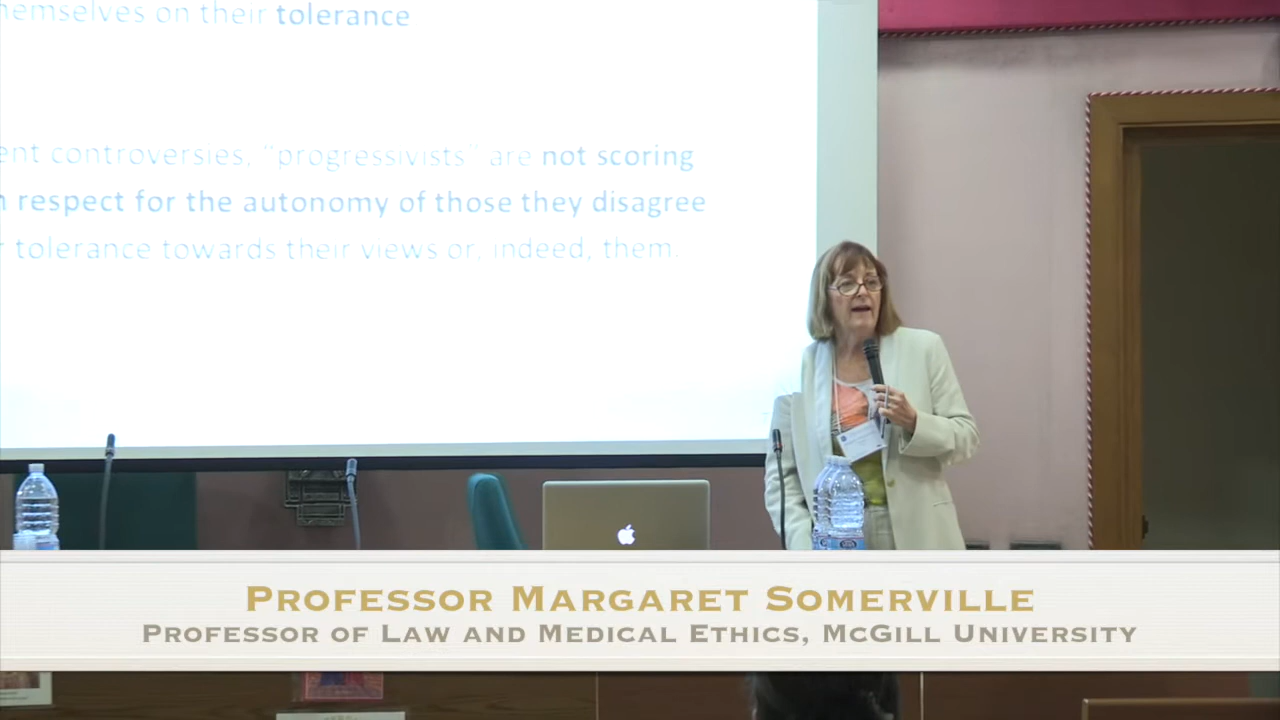 hemselves on their tolerance
ent controversies, "progressivists" are not scoring
respect for the autonomy of those they disagree
tolerance towards their views or, indeed, them.
PROFESSOR MARGARET SOMERVILLE
PROFESSOR OF LAW AND MEDICAL ETHICS, MCGILL UNIVERSITY